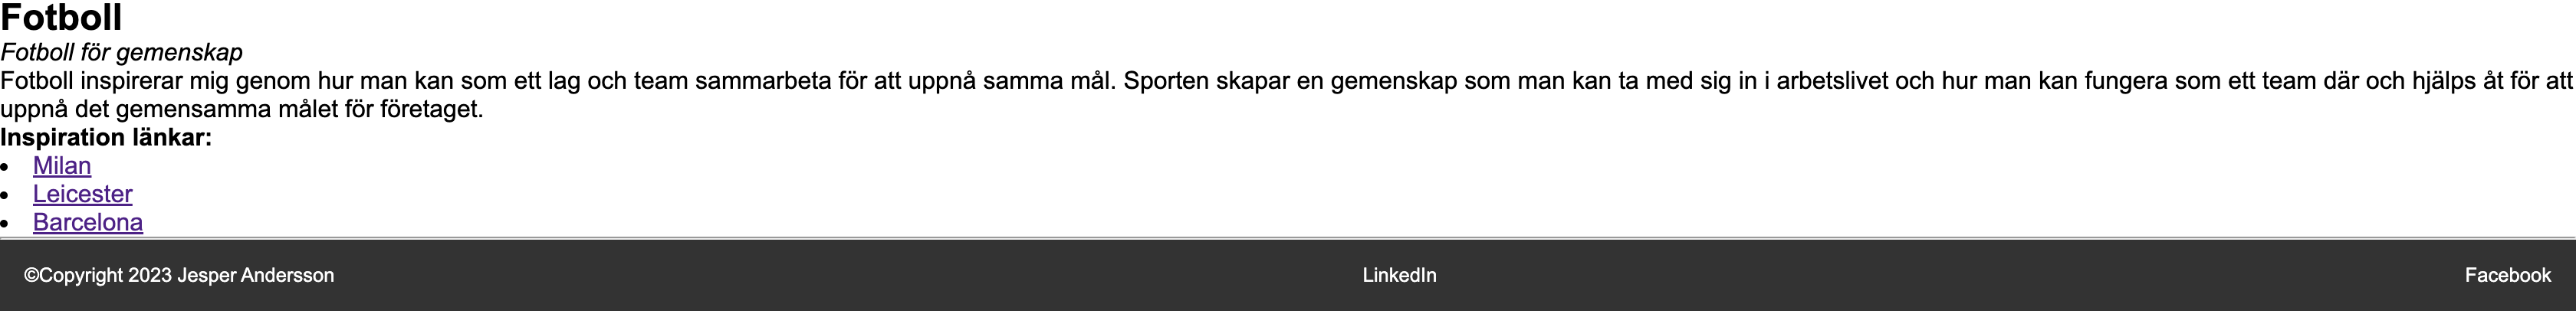 Fotboll
Fotboll för gemenskap
Fotboll inspirerar mig genom hur man kan som ett lag och team sammarbeta för att uppnå samma mål. Sporten skapar en gemenskap som man kan ta med sig in i arbetslivet och hur man kan fungera som ett team där och hjälps åt för att
uppnå det gemensamma målet för företaget.
Inspiration länkar:
• Milan
• Leicester
• Barcelona
©Copyright 2023 Jesper Andersson LinkedIn Facebook